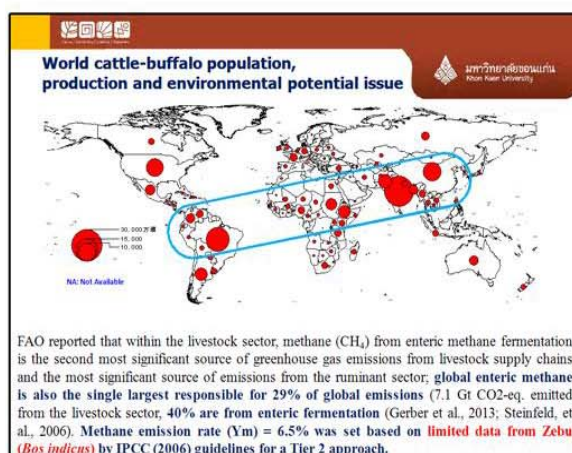 World cattle-buffalo population,
production and environmental potential issue
มหาวิทยาลัยขอนแก่น
Khon Kaen University
30,000万頭
15,000
10,000
NA: Not Available
FAO reported that within the livestock sector, methane (CH₄) from enteric methane fermentation
is the second most significant source of greenhouse gas emissions from livestock supply chains
and the most significant source of emissions from the ruminant sector; global enteric methane
is also the single largest responsible for 29% of global emissions (7.1 Gt CO2-eq. emitted
from the livestock sector, 40% are from enteric fermentation (Gerber et al., 2013; Steinfeld, et
al., 2006). Methane emission rate (Ym) = 6.5% was set based on limited data from Zebu
(Bos indicus) by IPCC (2006) guidelines for a Tier 2 approach.